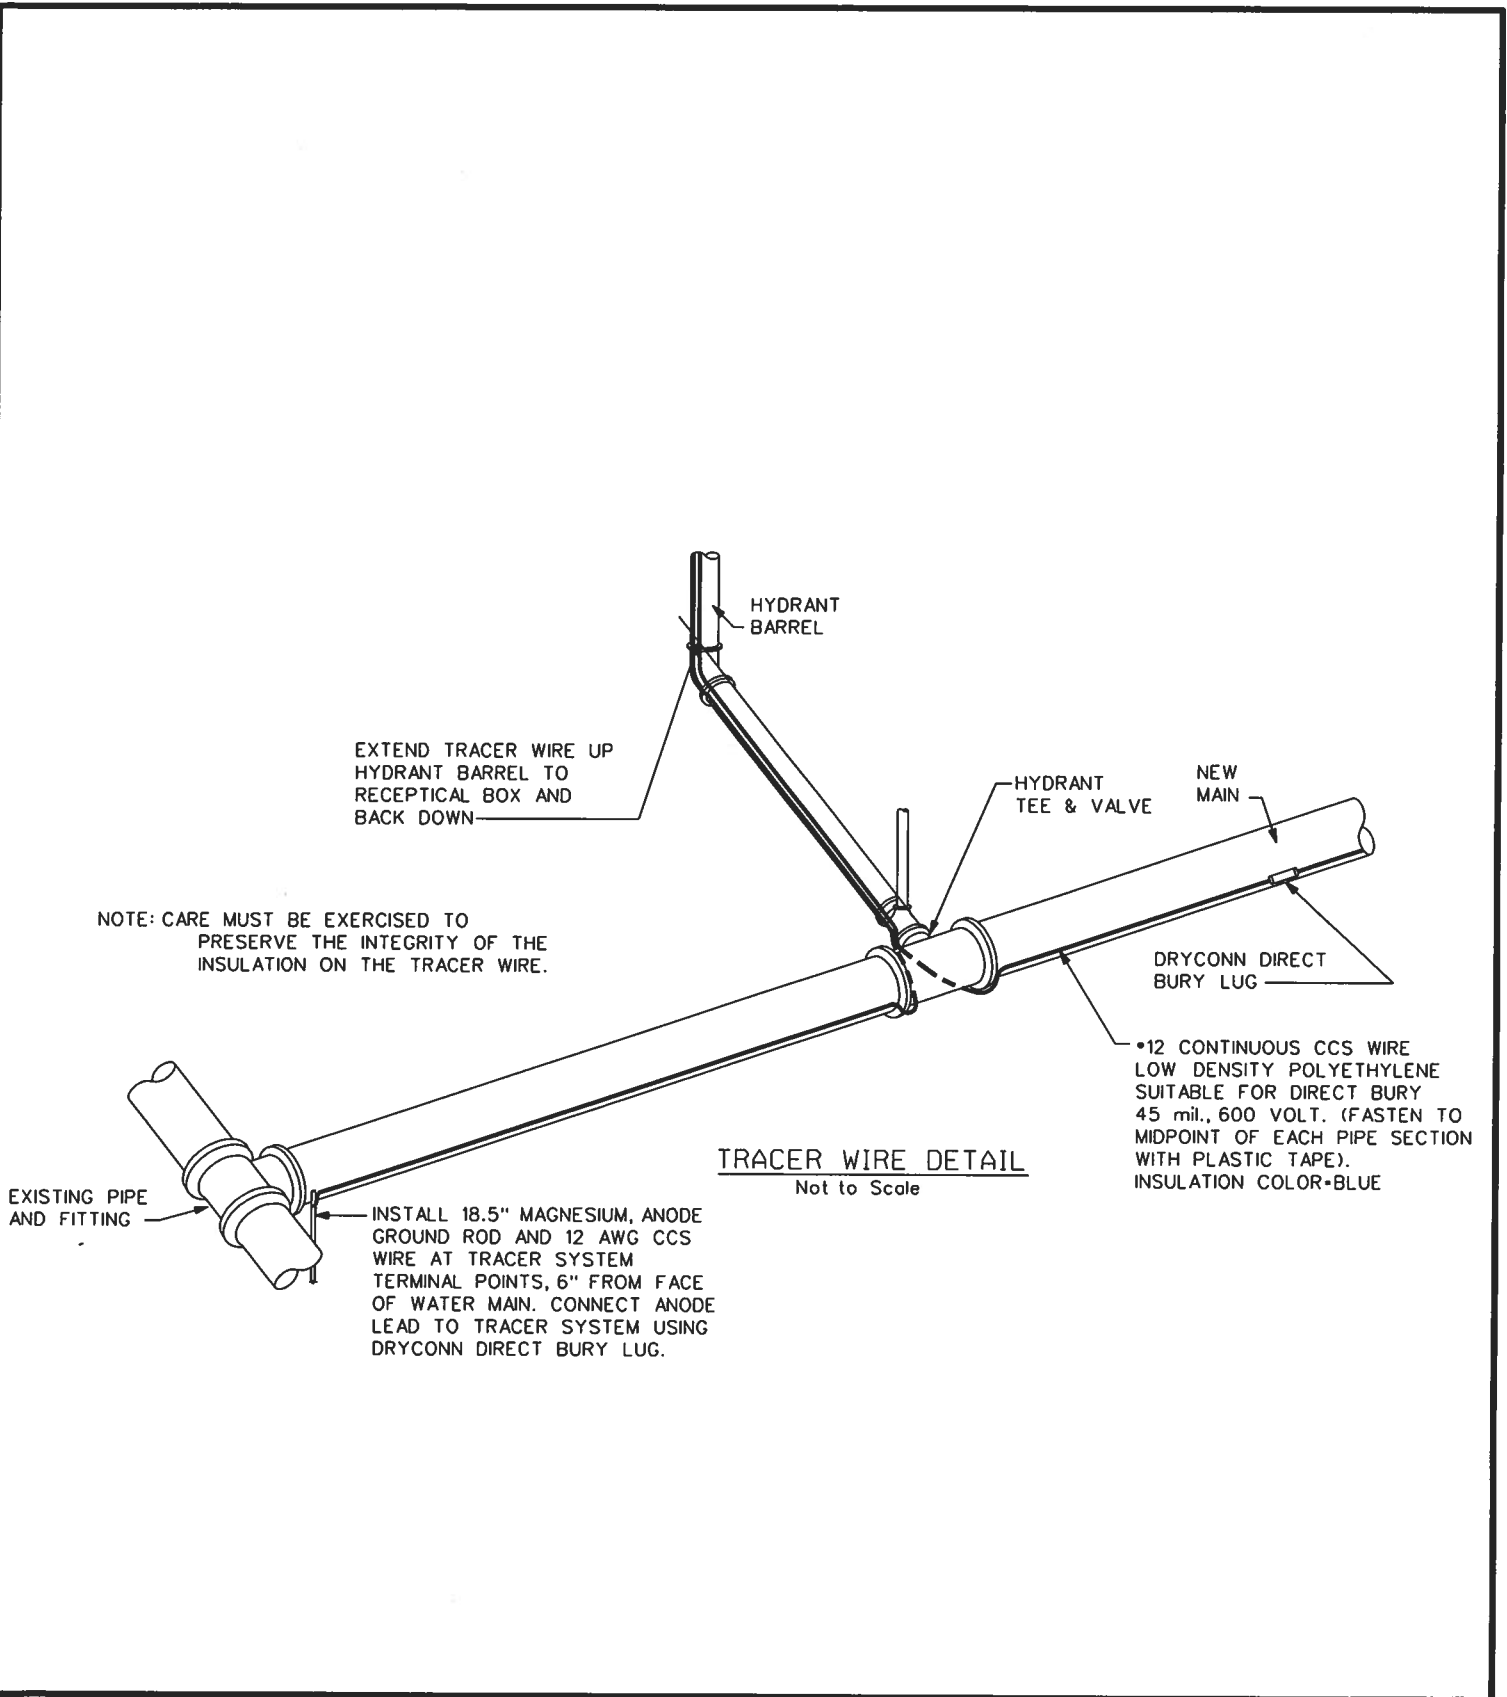 HYDRANT
BARREL
EXTEND TRACER WIRE UP
HYDRANT BARREL TO
RECEPTICAL BOX AND
BACK DOWN
HYDRANT
TEE & VALVE
NEW
MAIN
NOTE: CARE MUST BE EXERCISED TO
PRESERVE THE INTEGRITY OF THE
INSULATION ON THE TRACER WIRE.
DRYCONN DIRECT
BURY LUG
•12 CONTINUOUS CCS WIRE
LOW DENSITY POLYETHYLENE
SUITABLE FOR DIRECT BURY
45 mil., 600 VOLT. (FASTEN TO
MIDPOINT OF EACH PIPE SECTION
WITH PLASTIC TAPE).
INSULATION COLOR=BLUE
TRACER WIRE DETAIL
Not to Scale
EXISTING PIPE
AND FITTING
INSTALL 18.5" MAGNESIUM, ANODE
GROUND ROD AND 12 AWG CCS
WIRE AT TRACER SYSTEM
TERMINAL POINTS, 6" FROM FACE
OF WATER MAIN. CONNECT ANODE
LEAD TO TRACER SYSTEM USING
DRYCONN DIRECT BURY LUG.